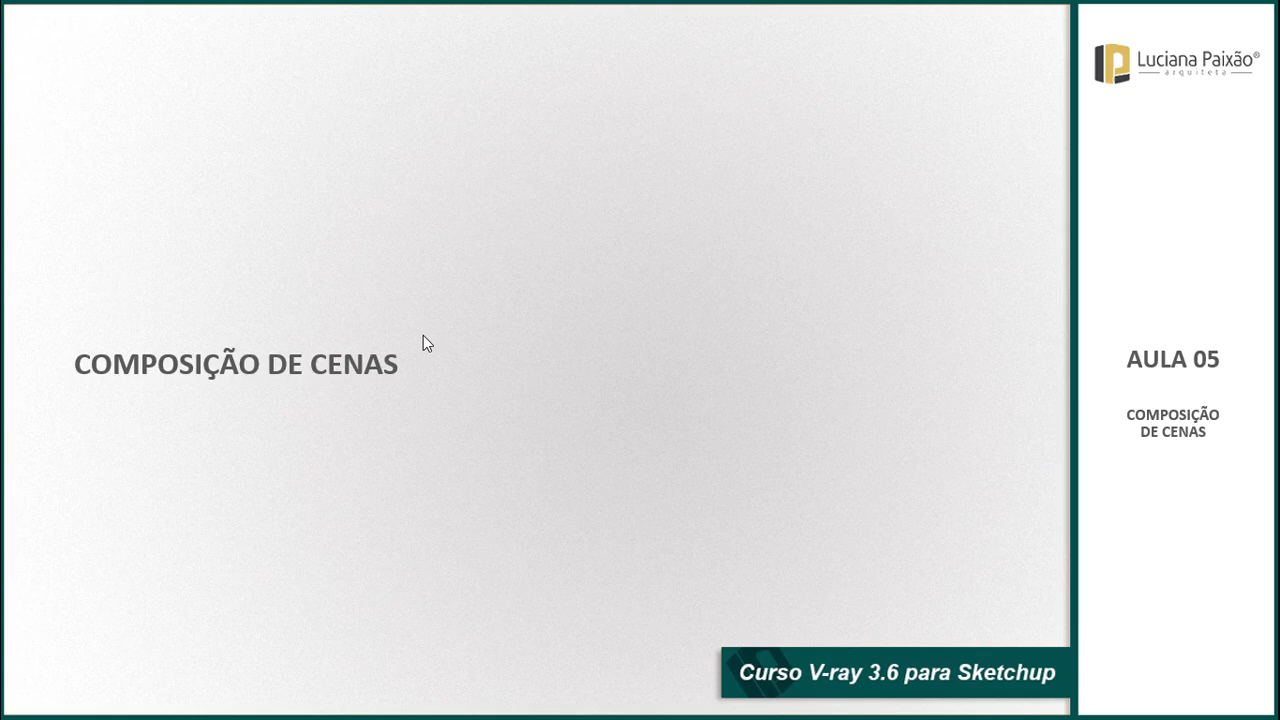 COMPOSIÇÃO DE CENAS
Luciana Paixão®
arquiteta
AULA 05
COMPOSIÇÃO
DE CENAS
Curso V-ray 3.6 para Sketchup